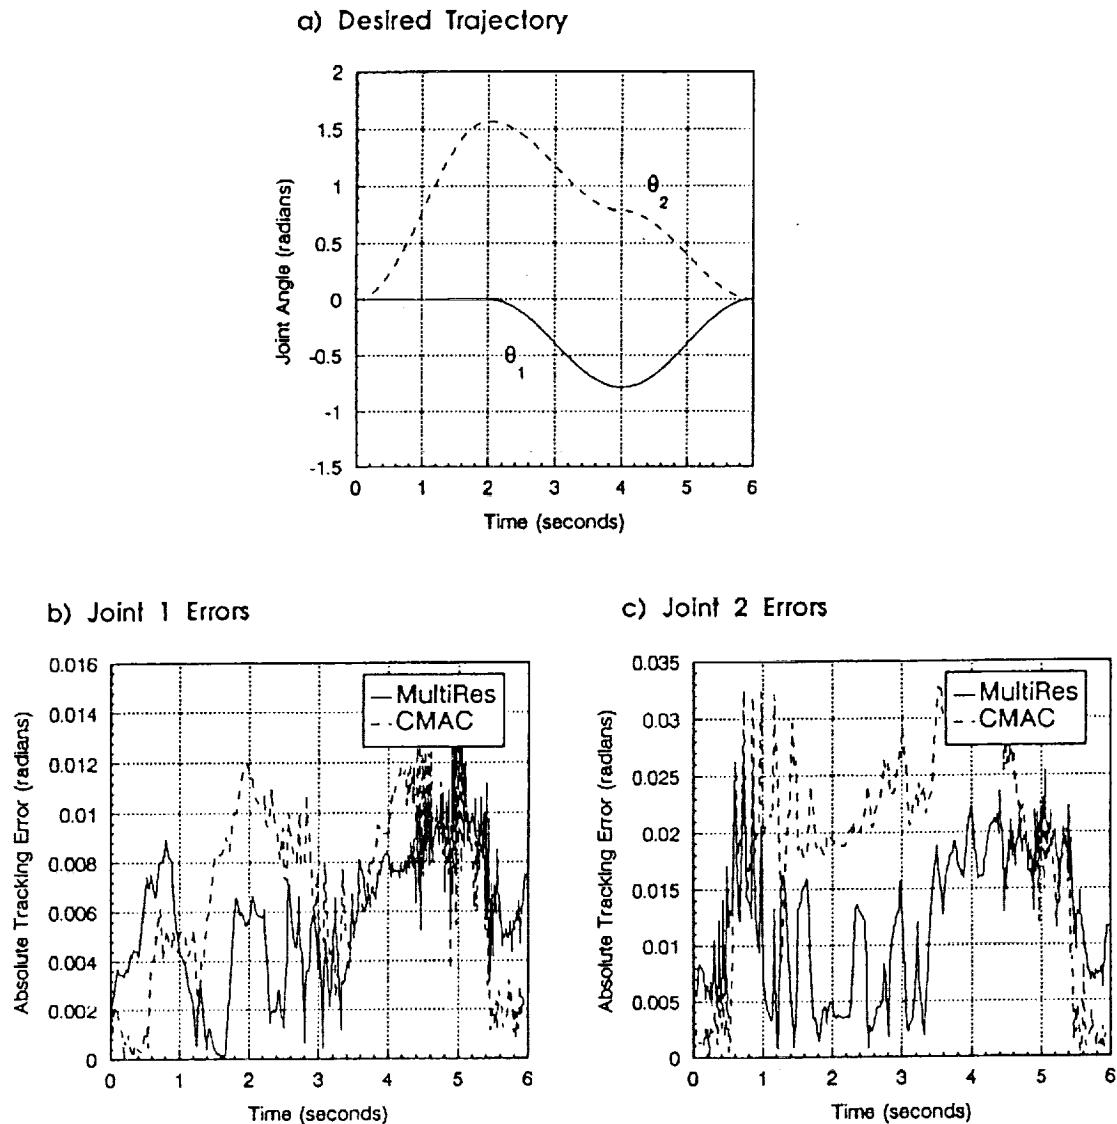 a) Desired Trajectory
2
1.5
1
0.5
0
-0.5
-1
-1.5
Joint Angle (radians)
θ2
θ1
0 1 2 3 4 5 6
Time (seconds)
b) Joint 1 Errors
0.016
0.014
0.012
0.01
0.008
0.006
0.004
0.002
0
Absolute Tracking Error (radians)
MultiRes
CMAC
0 1 2 3 4 5 6
Time (seconds)
c) Joint 2 Errors
0.035
0.03
0.025
0.02
0.015
0.01
0.005
0
Absolute Tracking Error (radians)
MultiRes
CMAC
0 1 2 3 4 5 6
Time (seconds)